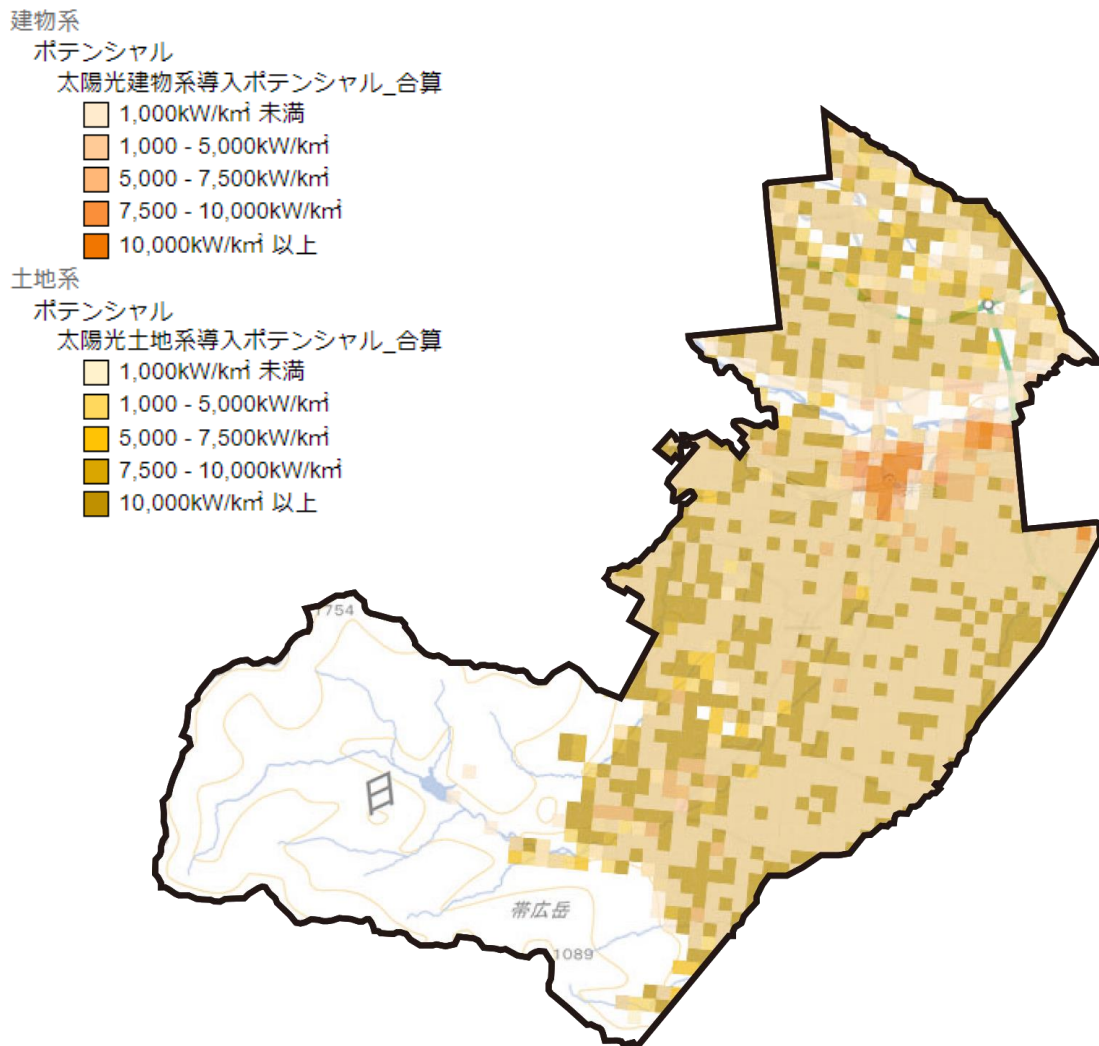 建物系
ポテンシャル
太陽光建物系導入ポテンシャル_合算
1,000kW/k㎡ 未満
1,000 - 5,000kW/k㎡
5,000 - 7,500kW/k㎡
7,500 - 10,000kW/k㎡
10,000kW/k㎡ 以上
土地系
ポテンシャル
太陽光土地系導入ポテンシャル_合算
1,000kW/k㎡ 未満
1,000 - 5,000kW/k㎡
5,000 - 7,500kW/k㎡
7,500 - 10,000kW/k㎡
10,000kW/k㎡ 以上
1754
帯広岳
1089